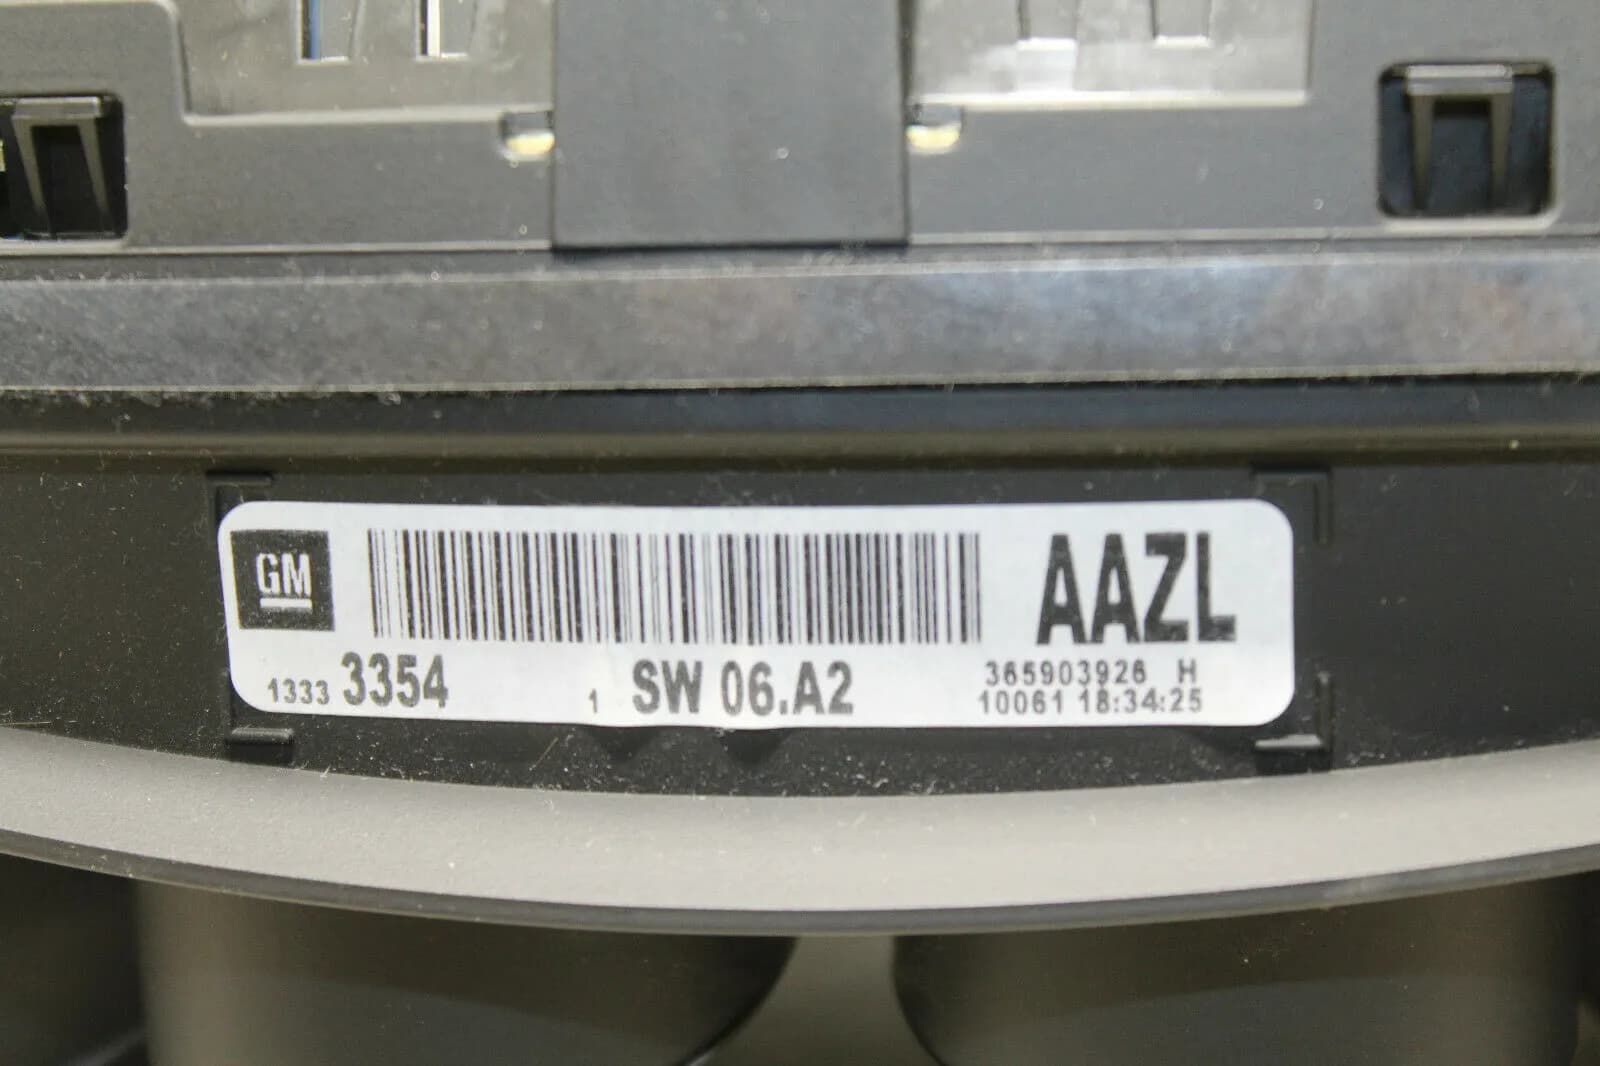 GM
AAZL
1333 3354 1 SW 06.A2
365903926 H
10061 18:34:25